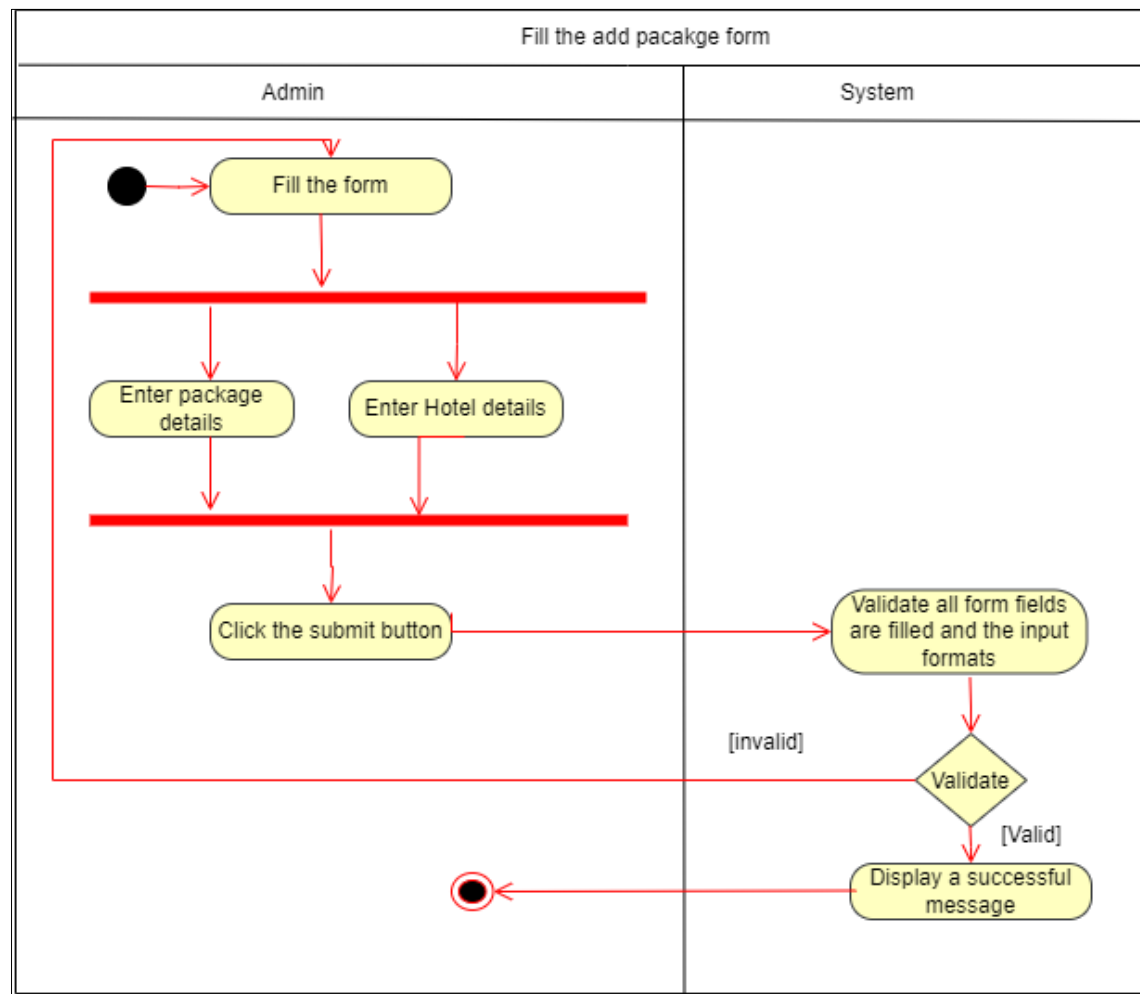 Fill the add pacakge form
Admin
System
Fill the form
Enter package
details
Enter Hotel details
Click the submit button
Validate all form fields
are filled and the input
formats
[invalid]
Validate
[Valid]
Display a successful
message